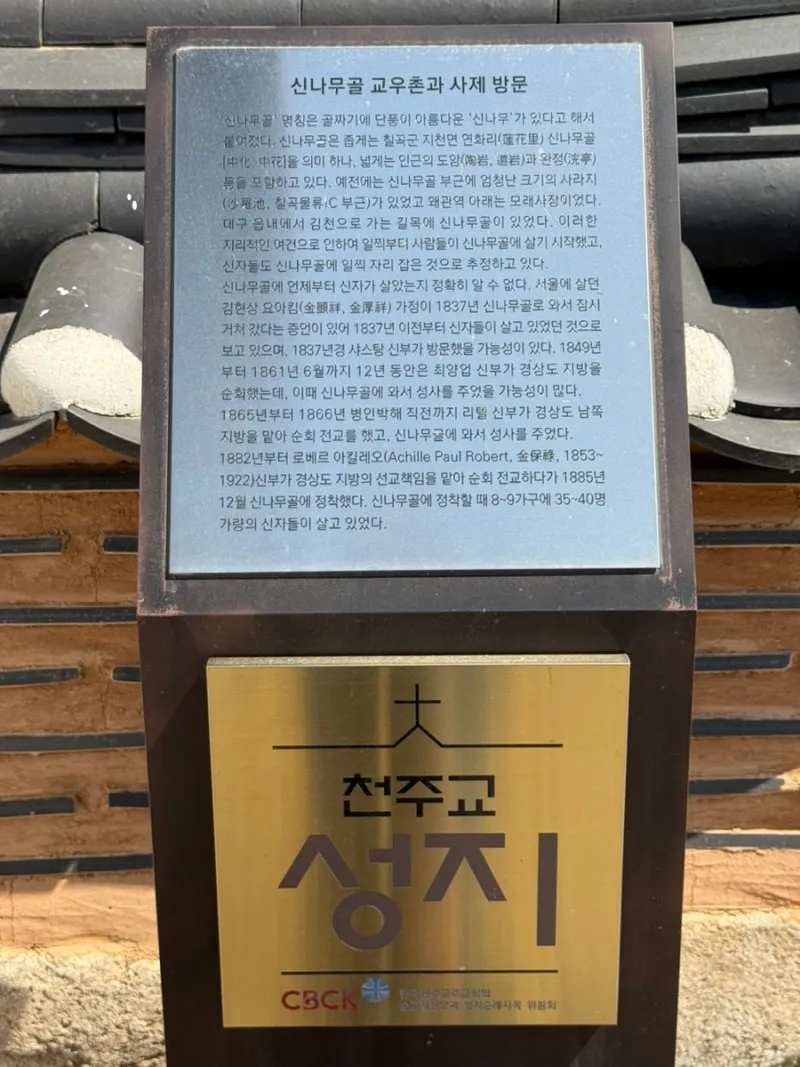 신나무골 교우촌과 사제 방문
'신나무골' 명칭은 골짜기에 단풍이 아름다운 '신나무'가 있다고 해서
붙여졌다. 신나무골은 좁게는 칠곡군 지천면 연화리(蓮花里) 신나무골
[中化, 中花]을 의미 하나, 넓게는 인근의 도암(陶岩, 道岩)과 완정(浣亭)
등을 포함하고 있다. 예전에는 신나무골 부근에 엄청난 크기의 사라지
(沙羅池, 칠곡물류IC 부근)가 있었고 왜관역 아래는 모래사장이었다.
대구 읍내에서 김천으로 가는 길목에 신나무골이 있었다. 이러한
지리적인 여건으로 인하여 일찍부터 사람들이 신나무골에 살기 시작했고,
신자들도 신나무골에 일찍 자리 잡은 것으로 추정하고 있다.
신나무골에 언제부터 신자가 살았는지 정확히 알 수 없다. 서울에 살던
김현상 요아킴(金顯祥, 金厚祥) 가정이 1837년 신나무골로 와서 잠시
거쳐 갔다는 증언이 있어 1837년 이전부터 신자들이 살고 있었던 것으로
보고 있으며, 1837년경 샤스탕 신부가 방문했을 가능성이 있다. 1849년
부터 1861년 6월까지 12년 동안은 최양업 신부가 경상도 지방을
순회했는데, 이때 신나무골에 와서 성사를 주었을 가능성이 많다.
1865년부터 1866년 병인박해 직전까지 리델 신부가 경상도 남쪽
지방을 맡아 순회 전교를 했고, 신나무골에 와서 성사를 주었다.
1882년부터 로베르 아킬레오(Achille Paul Robert, 金保祿, 1853~
1922)신부가 경상도 지방의 선교책임을 맡아 순회 전교하다가 1885년
12월 신나무골에 정착했다. 신나무골에 정착할 때 8~9가구에 35~40명
가량의 신자들이 살고 있었다.
천주교
성지
CBCK
한국천주교주교회의
성지순례사목 위원회